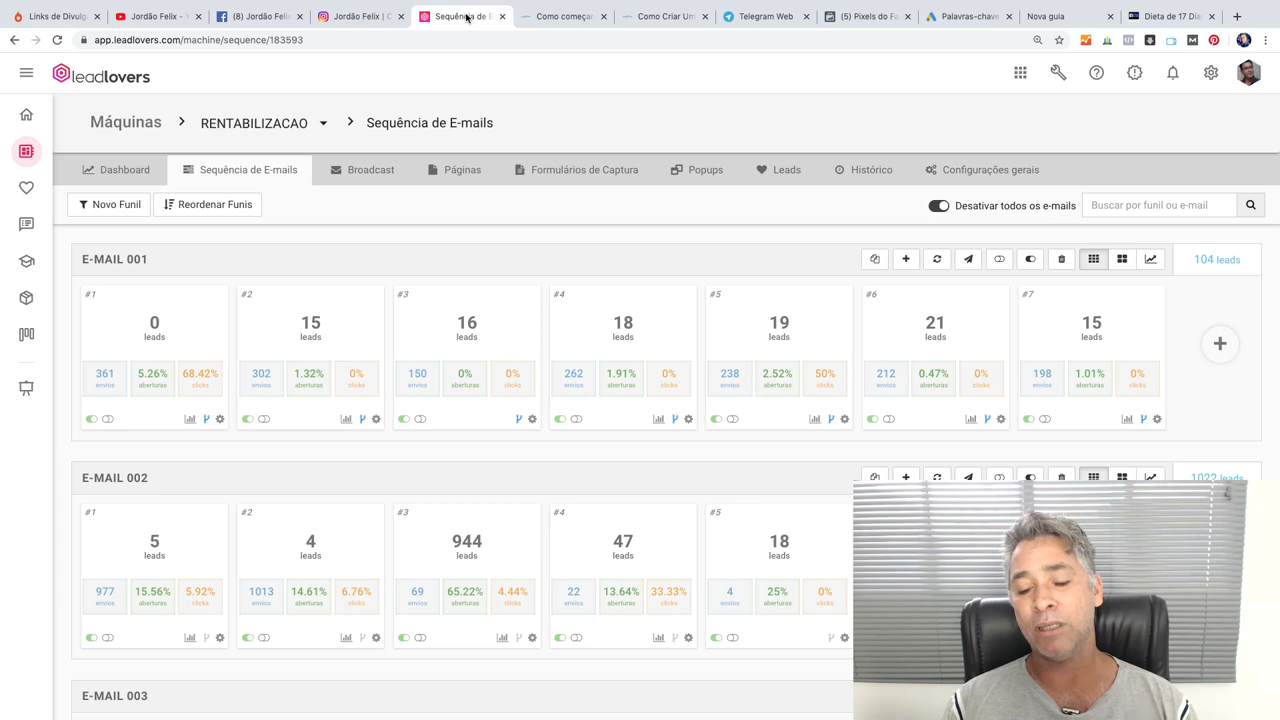 Links de Divulg
Jordão Felix - Y
(8) Jordão Felix
Jordão Felix ( C
Sequência de E
Como começar
Como Criar Um
Telegram Web
(5) Pixels do Fa
Palavras-chave
Nova guia
Dieta de 17 Dia
app.leadlovers.com/machine/sequence/183593
leadlovers
Máquinas > RENTABILIZACAO > Sequência de E-mails
Dashboard
Sequência de E-mails
Broadcast
Páginas
Formulários de Captura
Popups
Leads
Histórico
Configurações gerais
Novo Funil
Reordenar Funis
Desativar todos os e-mails
Buscar por funil ou e-mail
E-MAIL 001
104 leads
#1 #2 #3 #4 #5 #6 #7
0 15 16 18 19 21 15
leads leads leads leads leads leads leads
361 5.26% 68.42% 302 1.32% 0% 150 0% 0% 262 1.91% 0% 238 2.52% 50% 212 0.47% 0% 198 1.01% 0%
envios aberturas clicks envios aberturas clicks envios aberturas clicks envios aberturas clicks envios aberturas clicks envios aberturas clicks envios aberturas clicks
E-MAIL 002
1022 leads
#1 #2 #3 #4 #5
5 4 944 47 18
leads leads leads leads leads
977 15.56% 5.92% 1013 14.61% 6.76% 69 65.22% 4.44% 22 13.64% 33.33% 4 25% 0%
envios aberturas clicks envios aberturas clicks envios aberturas clicks envios aberturas clicks envios aberturas clicks
E-MAIL 003